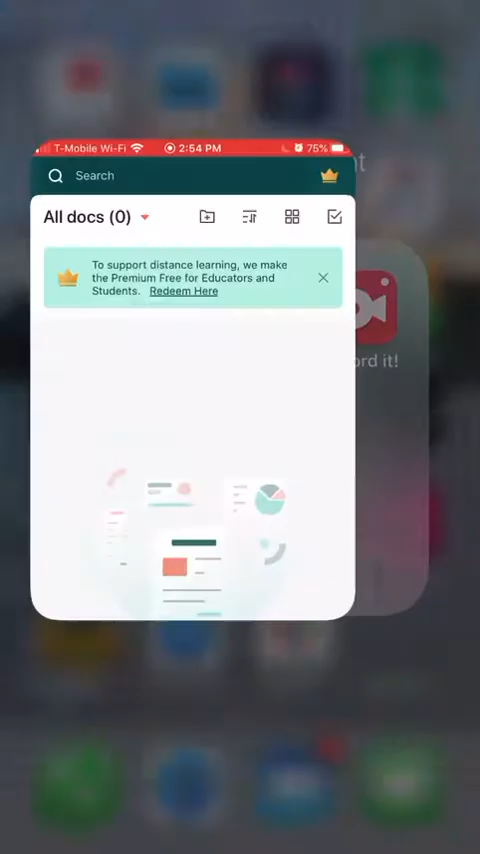 T-Mobile Wi-Fi 2:54 PM 75%
Search
All docs (0)
To support distance learning, we make
the Premium Free for Educators and
Students. Redeem Here
ord it!